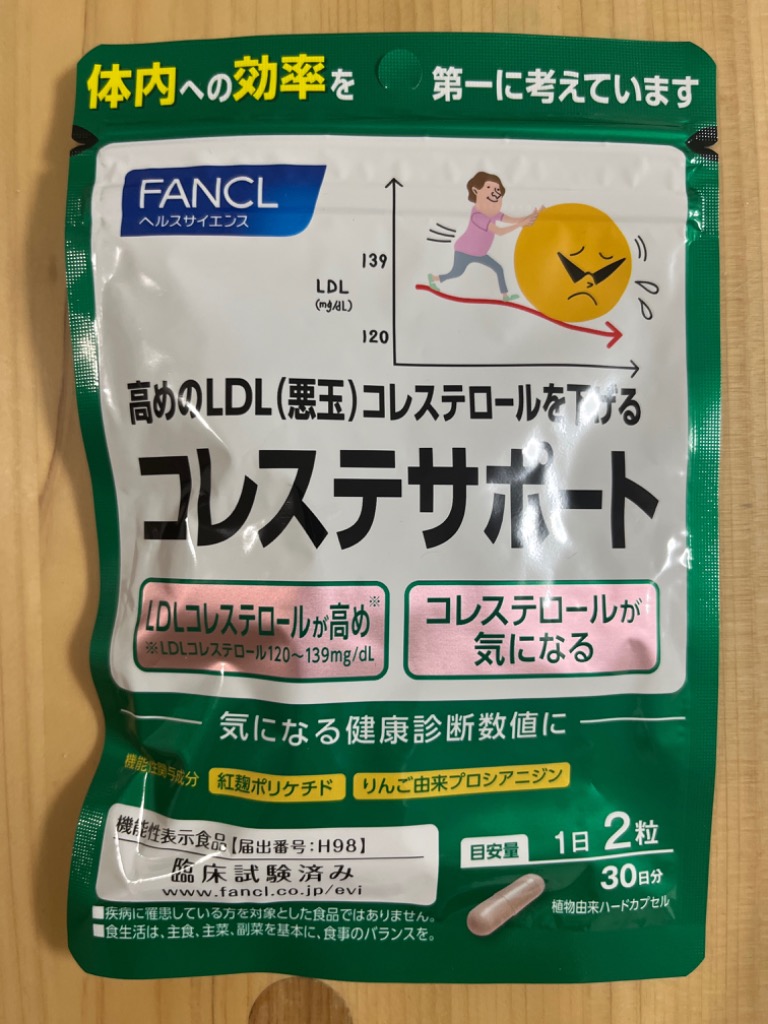 体内への効率を 第一に考えています
FANCL
ヘルスサイエンス
139
LDL
(mg/dL)
120
高めのLDL(悪玉)コレステロールを下げる
コレステサポート
LDLコレステロールが高め※
※LDLコレステロール120～139mg/dL
コレステロールが
気になる
気になる健康診断数値に
機能性関与成分 紅麹ポリケチド りんご由来プロシアニジン
機能性表示食品【届出番号:H98】
臨床試験済み
www.fancl.co.jp/evi
目安量 1日2粒
30日分
植物由来ハードカプセル
■疾病に罹患している方を対象とした食品ではありません。
■食生活は、主食、主菜、副菜を基本に、食事のバランスを。